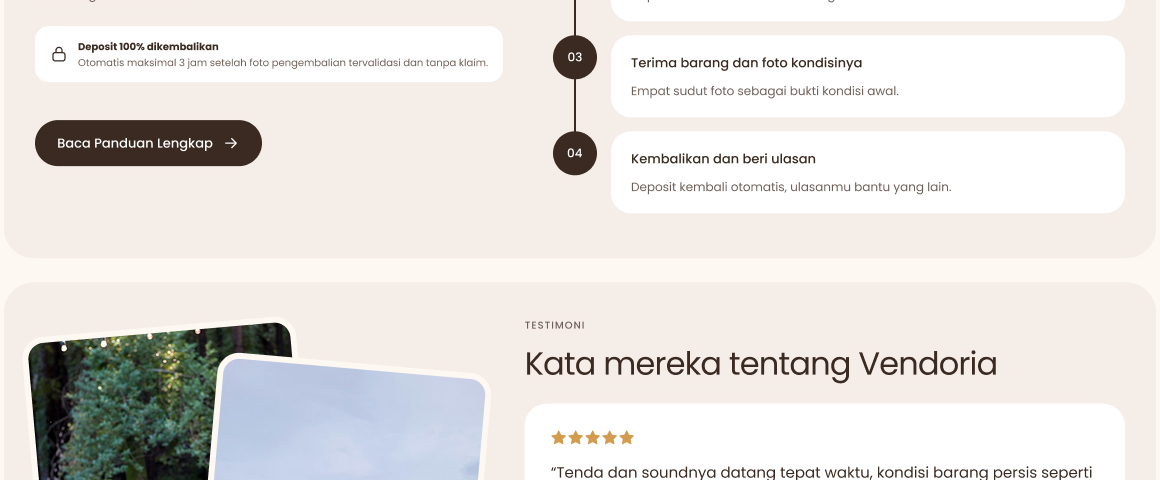 Deposit 100% dikembalikan
Otomatis maksimal 3 jam setelah foto pengembalian tervalidasi dan tanpa klaim.
Baca Panduan Lengkap
03
Terima barang dan foto kondisinya
Empat sudut foto sebagai bukti kondisi awal.
04
Kembalikan dan beri ulasan
Deposit kembali otomatis, ulasanmu bantu yang lain.
TESTIMONI
Kata mereka tentang Vendoria
“Tenda dan soundnya datang tepat waktu, kondisi barang persis seperti